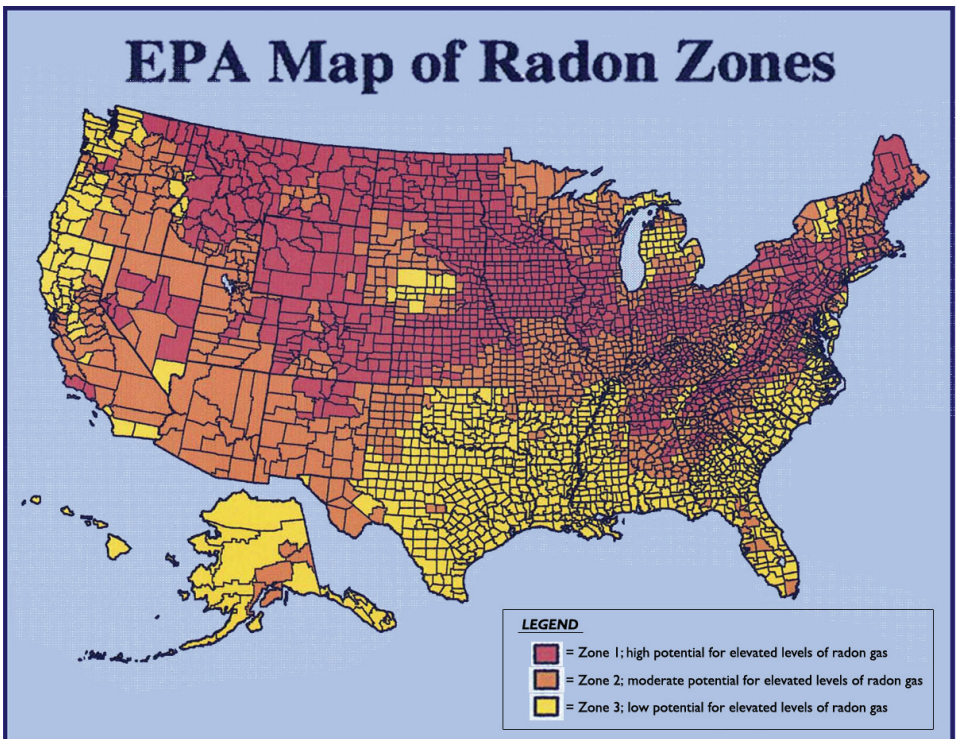 EPA Map of Radon Zones
LEGEND
= Zone 1; high potential for elevated levels of radon gas
= Zone 2; moderate potential for elevated levels of radon gas
= Zone 3; low potential for elevated levels of radon gas